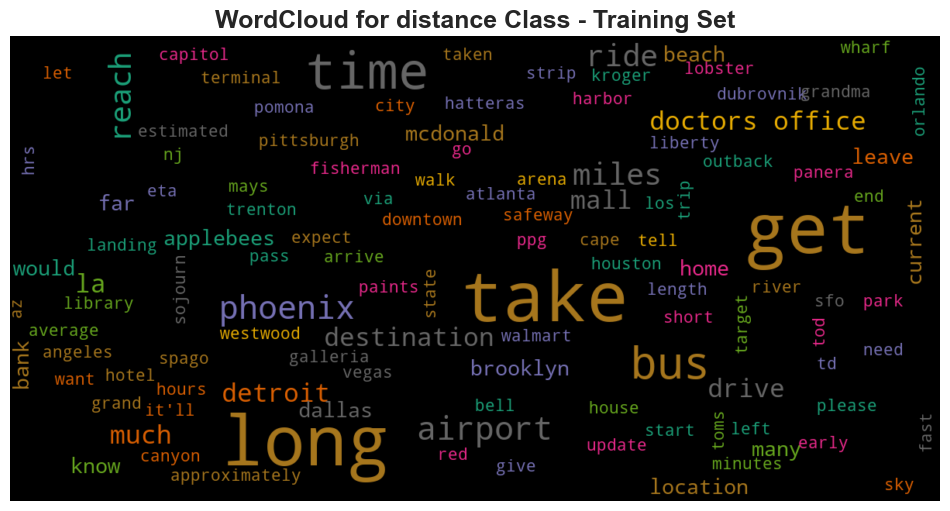 WordCloud for distance Class - Training Set
capitol
taken
wharf
let
terminal
time
ride
beach
strip
kroger
lobster
reach
pomona
city
hatteras
harbor
dubrovnik
grandma
orlando
estimated
pittsburgh
mcdonald
doctors office
hrs
nj
go
liberty
fisherman
outback
leave
panera
eta
mays
walk
arena
miles
far
trenton
via
atlanta
mall
los
trip
end
downtown
safeway
get
current
landing
applebees
expect
ppg
cape
tell
would
la
pass
arrive
houston
home
sojourn
paints
state
take
length
river
sfo
park
library
phoenix
short
az
average
westwood
destination
walmart
target
tod
need
angeles
spago
galleria
vegas
brooklyn
bus
td
bank
want
hotel
hours
detroit
drive
grand
it'll
dallas
bell
house
please
much
long
airport
start
toms
left
fast
canyon
red
update
many
early
know
approximately
give
minutes
location
sky